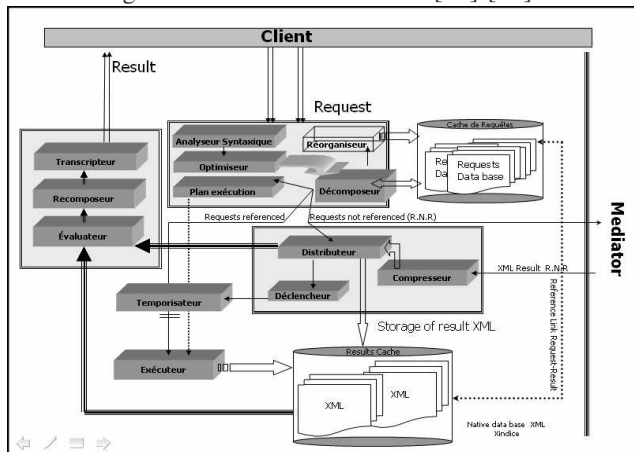 Client
Result
Request
Analyseur Syntaxique
Réorganiseur
Cache de Requêtes
Transcripteur
Optimiseur
Requests
Data base
Recomposeur
Plan exécution
Décomposeur
Requests referenced
Requests not referenced (R.N.R)
Évaluateur
Distributeur
Mediator
Compresseur
XML Result R.N.R
Temporisateur
Déclencheur
Reference Link Request-Result
Storage of result XML
Results Cache
Exécuteur
XML
XML
Native data base XML
Xindice